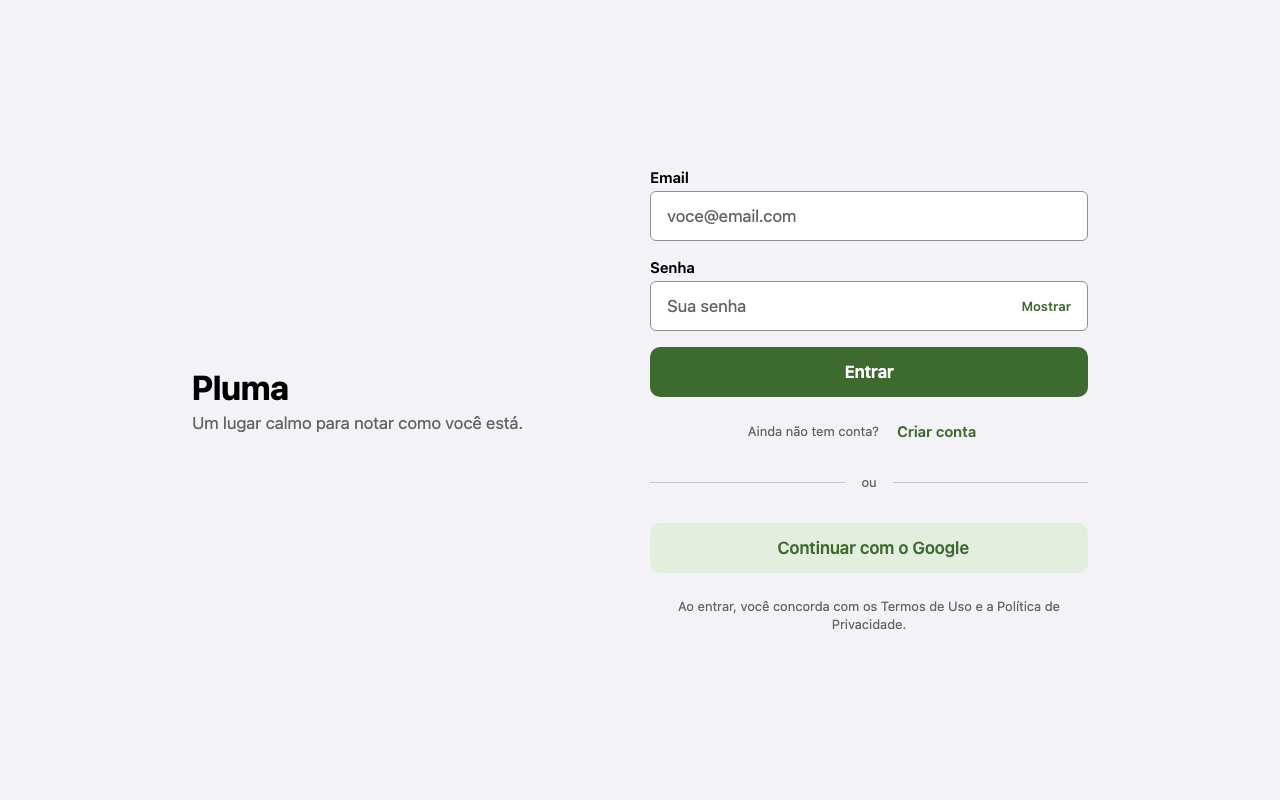 Pluma
Um lugar calmo para notar como você está.
Email
voce@email.com
Senha
Sua senha
Mostrar
Entrar
Ainda não tem conta? Criar conta
ou
Continuar com o Google
Ao entrar, você concorda com os Termos de Uso e a Política de
Privacidade.